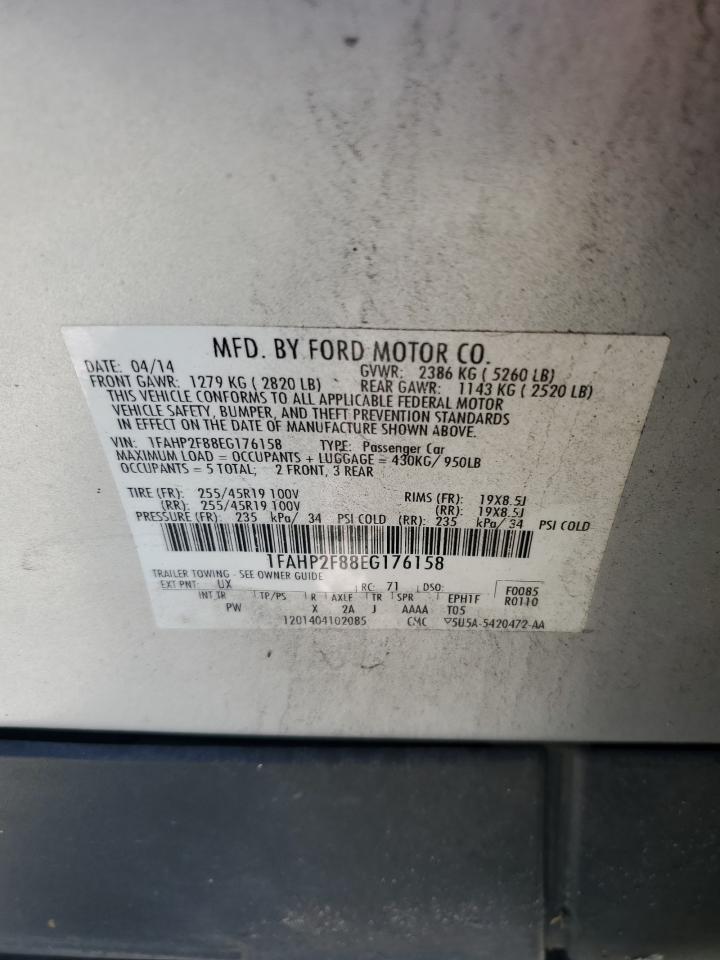 MFD. BY FORD MOTOR CO.
DATE: 04/14 GVWR: 2386 KG ( 5260 LB)
FRONT GAWR: 1279 KG ( 2820 LB) REAR GAWR: 1143 KG ( 2520 LB)
THIS VEHICLE CONFORMS TO ALL APPLICABLE FEDERAL MOTOR
VEHICLE SAFETY, BUMPER, AND THEFT PREVENTION STANDARDS
IN EFFECT ON THE DATE OF MANUFACTURE SHOWN ABOVE.
VIN: 1FAHP2F88EG176158 TYPE: Passenger Car
MAXIMUM LOAD = OCCUPANTS + LUGGAGE = 430KG/ 950LB
OCCUPANTS = 5 TOTAL; 2 FRONT, 3 REAR
TIRE (FR): 255/45R19 100V RIMS (FR): 19X8.5J
(RR): 255/45R19 100V (RR): 19X8.5J
PRESSURE (FR): 235 kPa/ 34 PSI COLD (RR): 235 kPa/ 34 PSI COLD
1FAHP2F88EG176158
TRAILER TOWING - SEE OWNER GUIDE
EXT PNT: UX RC: 71 DSO: F0085
INT TR TP/PS R AXLE TR SPR EPH1F R0110
PW X 2A J AAAA T05
1201404102085 CMC ▽5U5A-5420472-AA